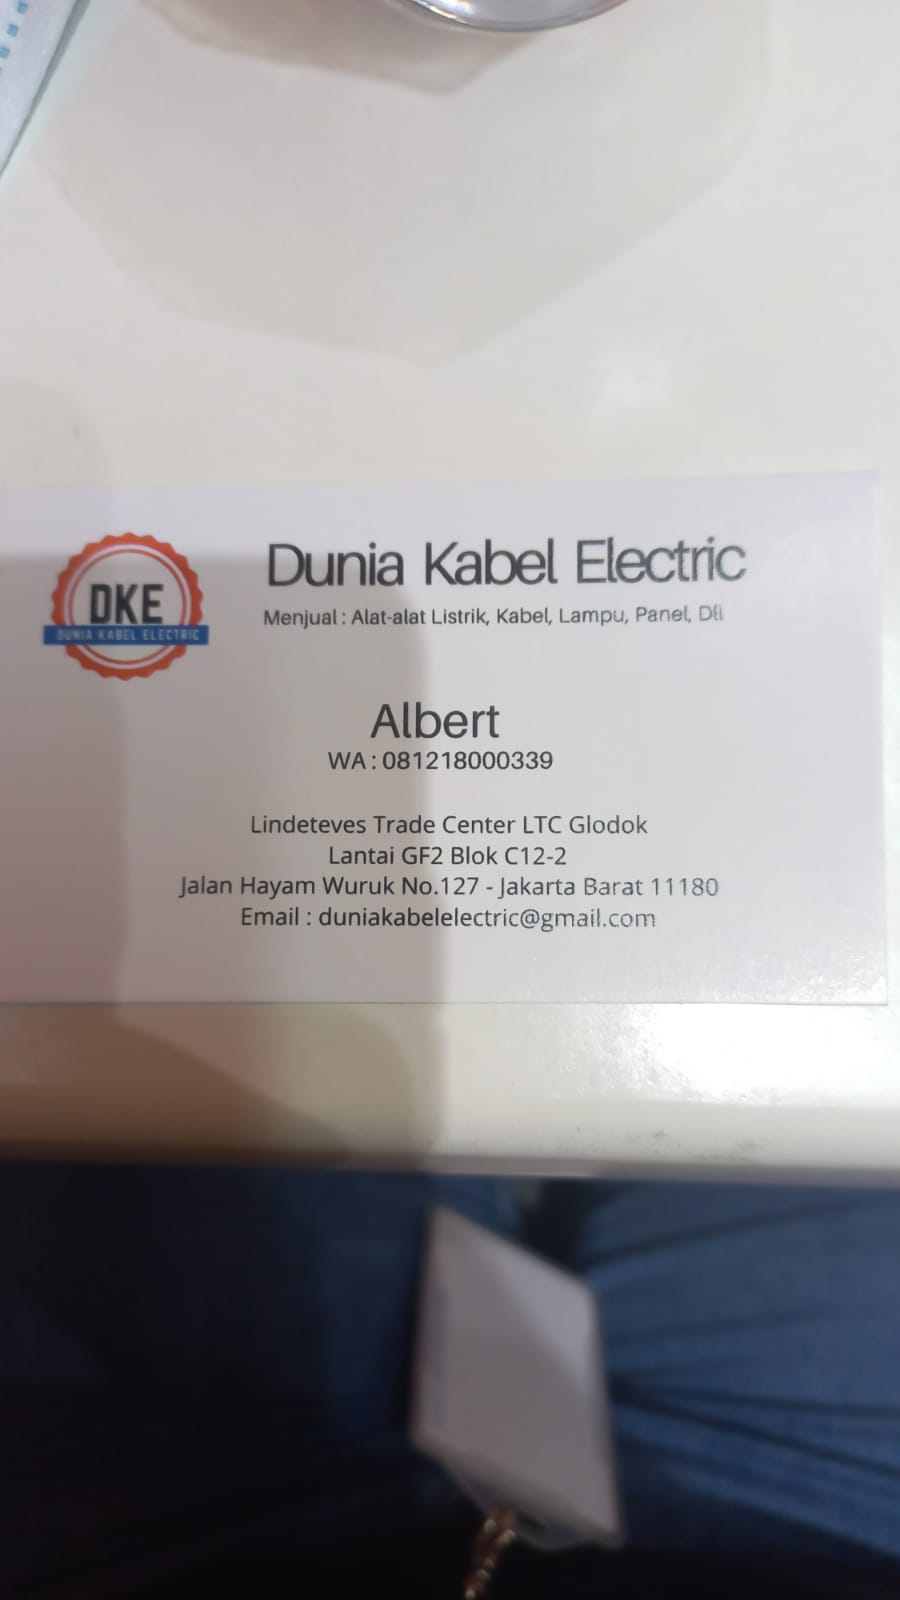 DKE
DUNIA KABEL ELECTRIC
Dunia Kabel Electric
Menjual : Alat-alat Listrik, Kabel, Lampu, Panel, Dll
Albert
WA : 081218000339
Lindeteves Trade Center LTC Glodok
Lantai GF2 Blok C12-2
Jalan Hayam Wuruk No.127 - Jakarta Barat 11180
Email : duniakabelelectric@gmail.com